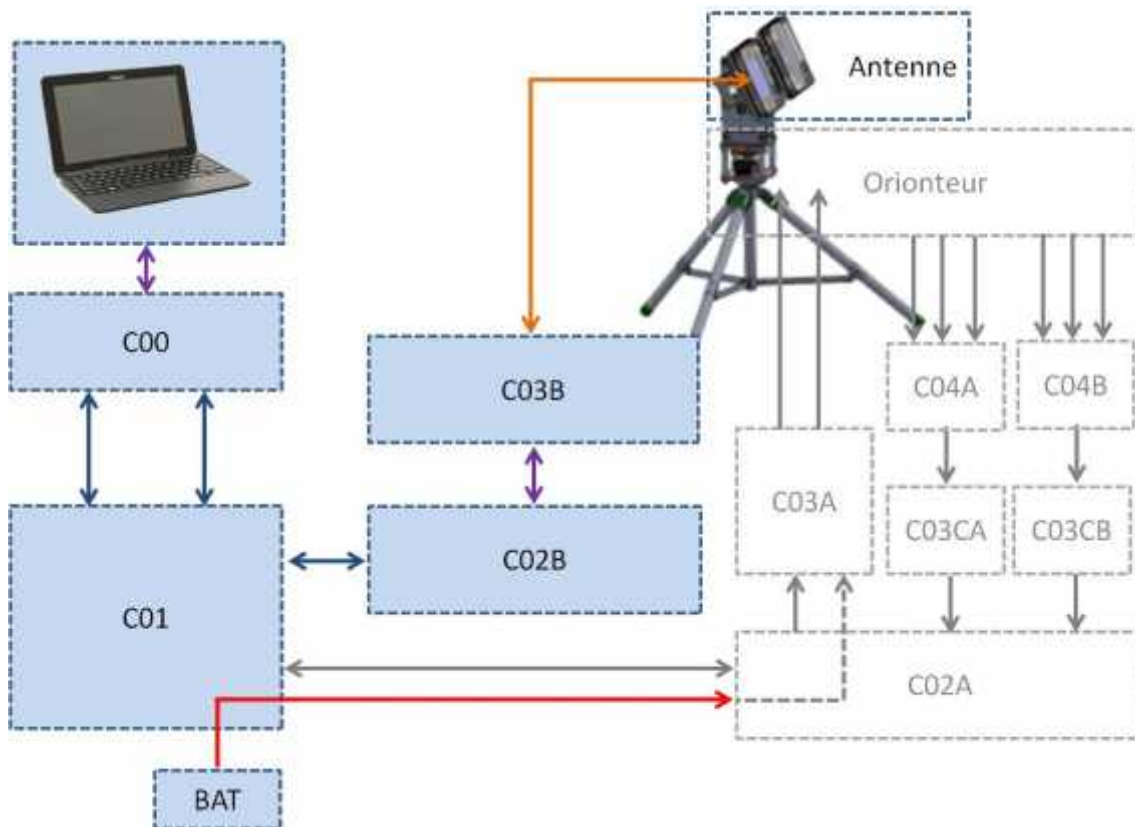 Antenne
Orionteur
C00
C03B
C04A
C04B
C03A
C03CA
C03CB
C02B
C01
C02A
BAT